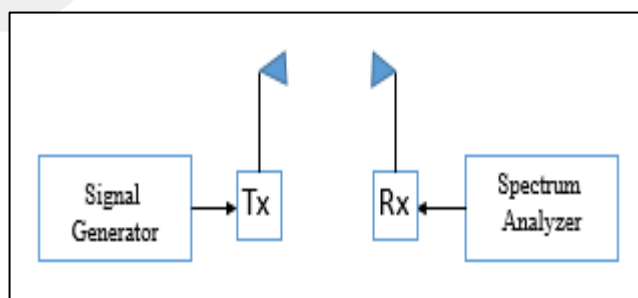 Signal
Generator
Tx
Rx
Spectrum
Analyzer